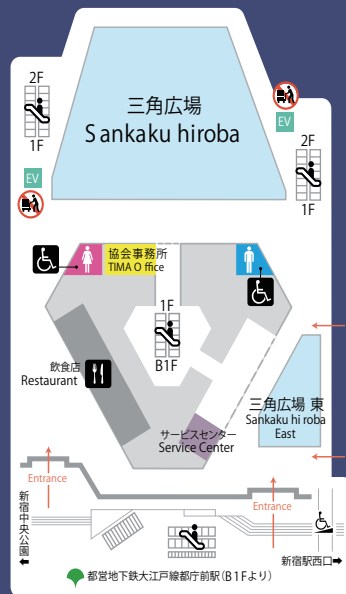 2F
1F
三角広場
Sankaku hiroba
EV
2F
1F
EV
協会事務所
TIMA O ffice
1F
B1F
飲食店
Restaurant
サービスセンター
Service Center
三角広場 東
Sankaku hi roba
East
Entrance
Entrance
新宿中央公園
←
新宿駅西口➡
都営地下鉄大江戸線都庁前駅(B1Fより)